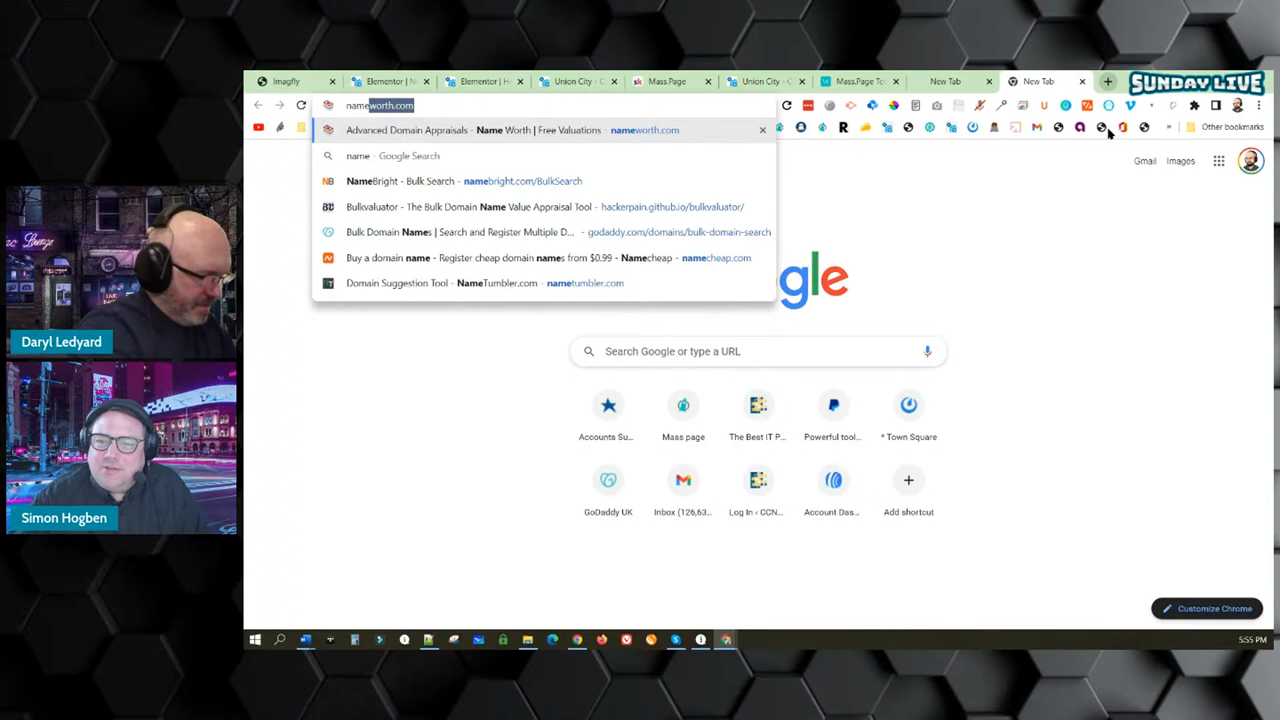 Imagfly
Elementor | N
Elementor | H
Union City - C
Mass.Page
Union City - C
Mass.Page To
New Tab
New Tab
SUNDAY LIVE
nameworth.com
Advanced Domain Appraisals - Name Worth | Free Valuations - nameworth.com
name - Google Search
NameBright - Bulk Search - namebright.com/BulkSearch
Bulkvaluator - The Bulk Domain Name Value Appraisal Tool - hackerpain.github.io/bulkvaluator/
Bulk Domain Names | Search and Register Multiple D... - godaddy.com/domains/bulk-domain-search
Buy a domain name - Register cheap domain names from $0.99 - Namecheap - namecheap.com
Domain Suggestion Tool - NameTumbler.com - nametumbler.com
Other bookmarks
Gmail
Images
gle
Search Google or type a URL
Accounts Su...
Mass page
The Best IT P...
Powerful tool...
* Town Square
GoDaddy UK
Inbox (126,63...
Log In ‹ CCN...
Account Das...
Add shortcut
Customize Chrome
5:55 PM
Daryl Ledyard
Simon Hogben